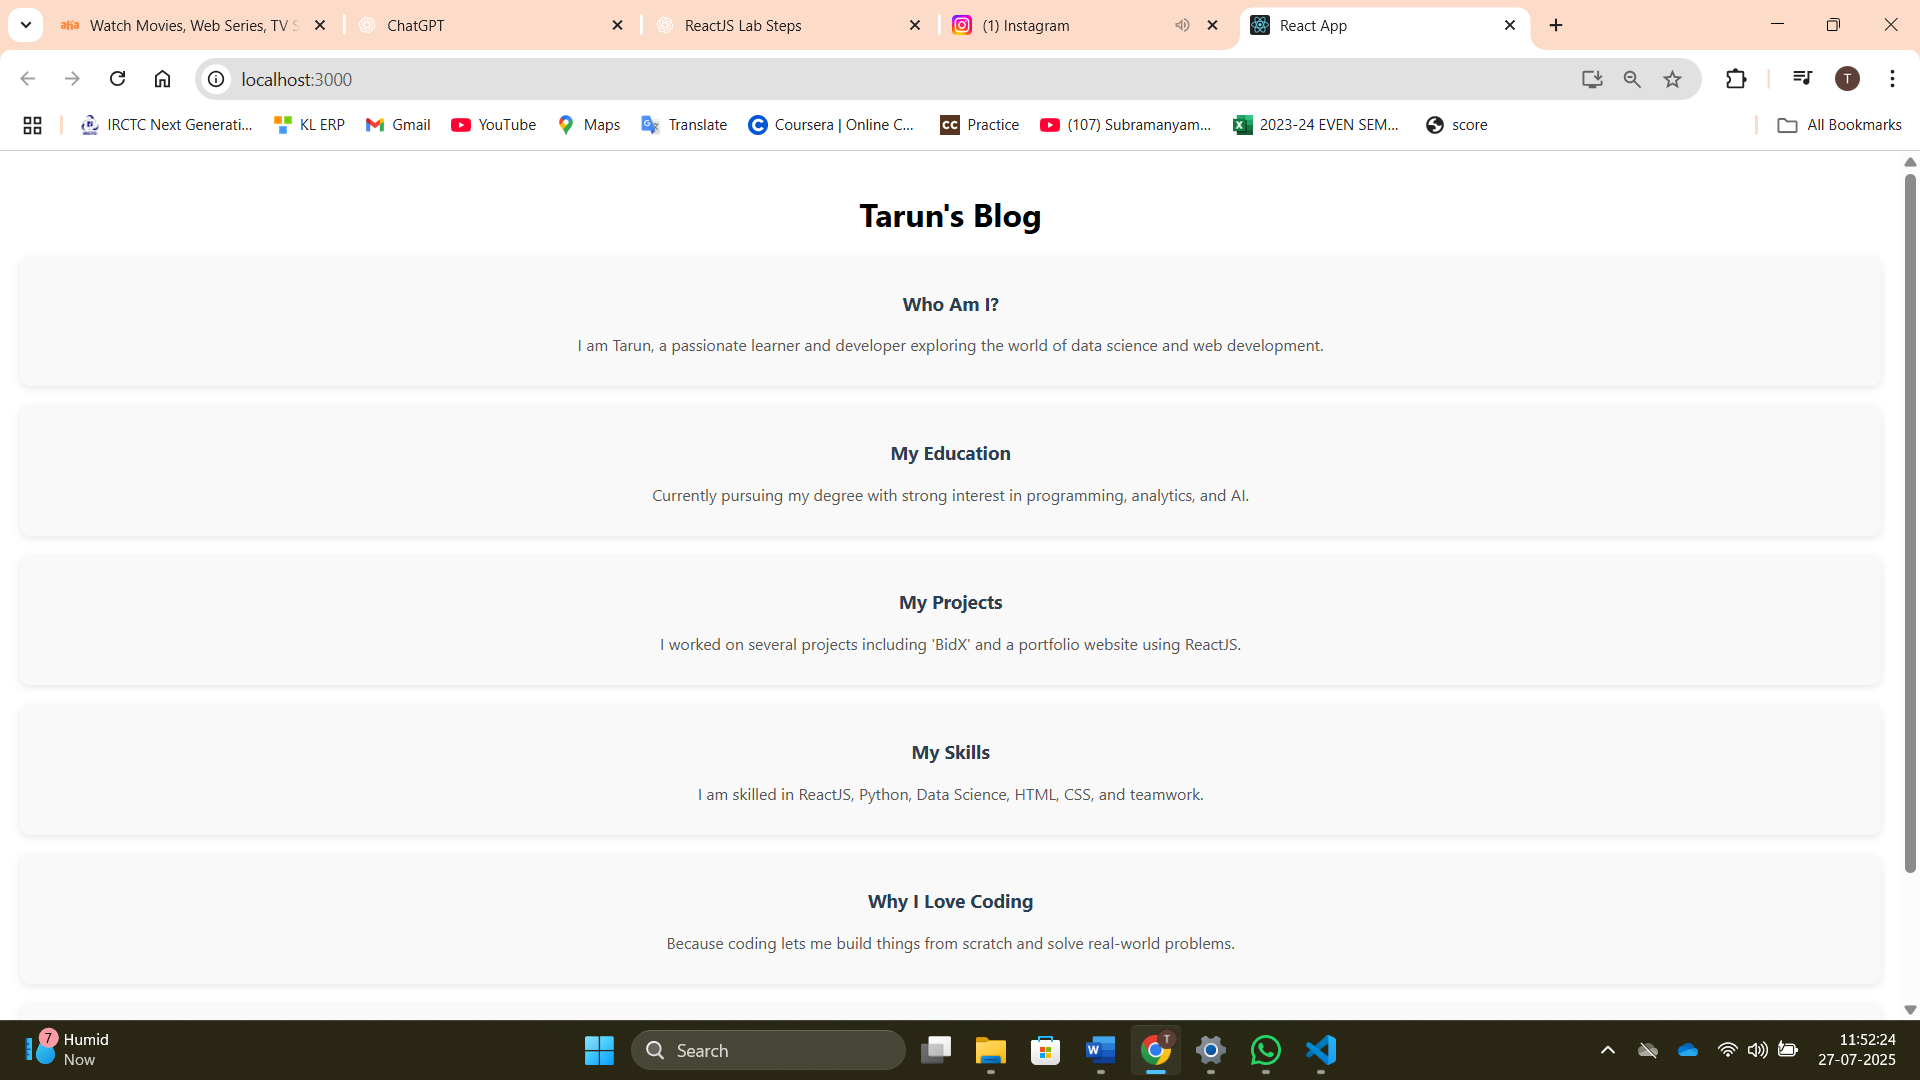 aha Watch Movies, Web Series, TV S
ChatGPT
ReactJS Lab Steps
(1) Instagram
React App
localhost:3000
T
IRCTC Next Generati...
KL ERP
Gmail
YouTube
Maps
Translate
Coursera | Online C...
CC Practice
(107) Subramanyam...
2023-24 EVEN SEM...
score
All Bookmarks
Tarun's Blog
Who Am I?
I am Tarun, a passionate learner and developer exploring the world of data science and web development.
My Education
Currently pursuing my degree with strong interest in programming, analytics, and AI.
My Projects
I worked on several projects including 'BidX' and a portfolio website using ReactJS.
My Skills
I am skilled in ReactJS, Python, Data Science, HTML, CSS, and teamwork.
Why I Love Coding
Because coding lets me build things from scratch and solve real-world problems.
7
Humid
Now
Search
W
T
11:52:24
27-07-2025